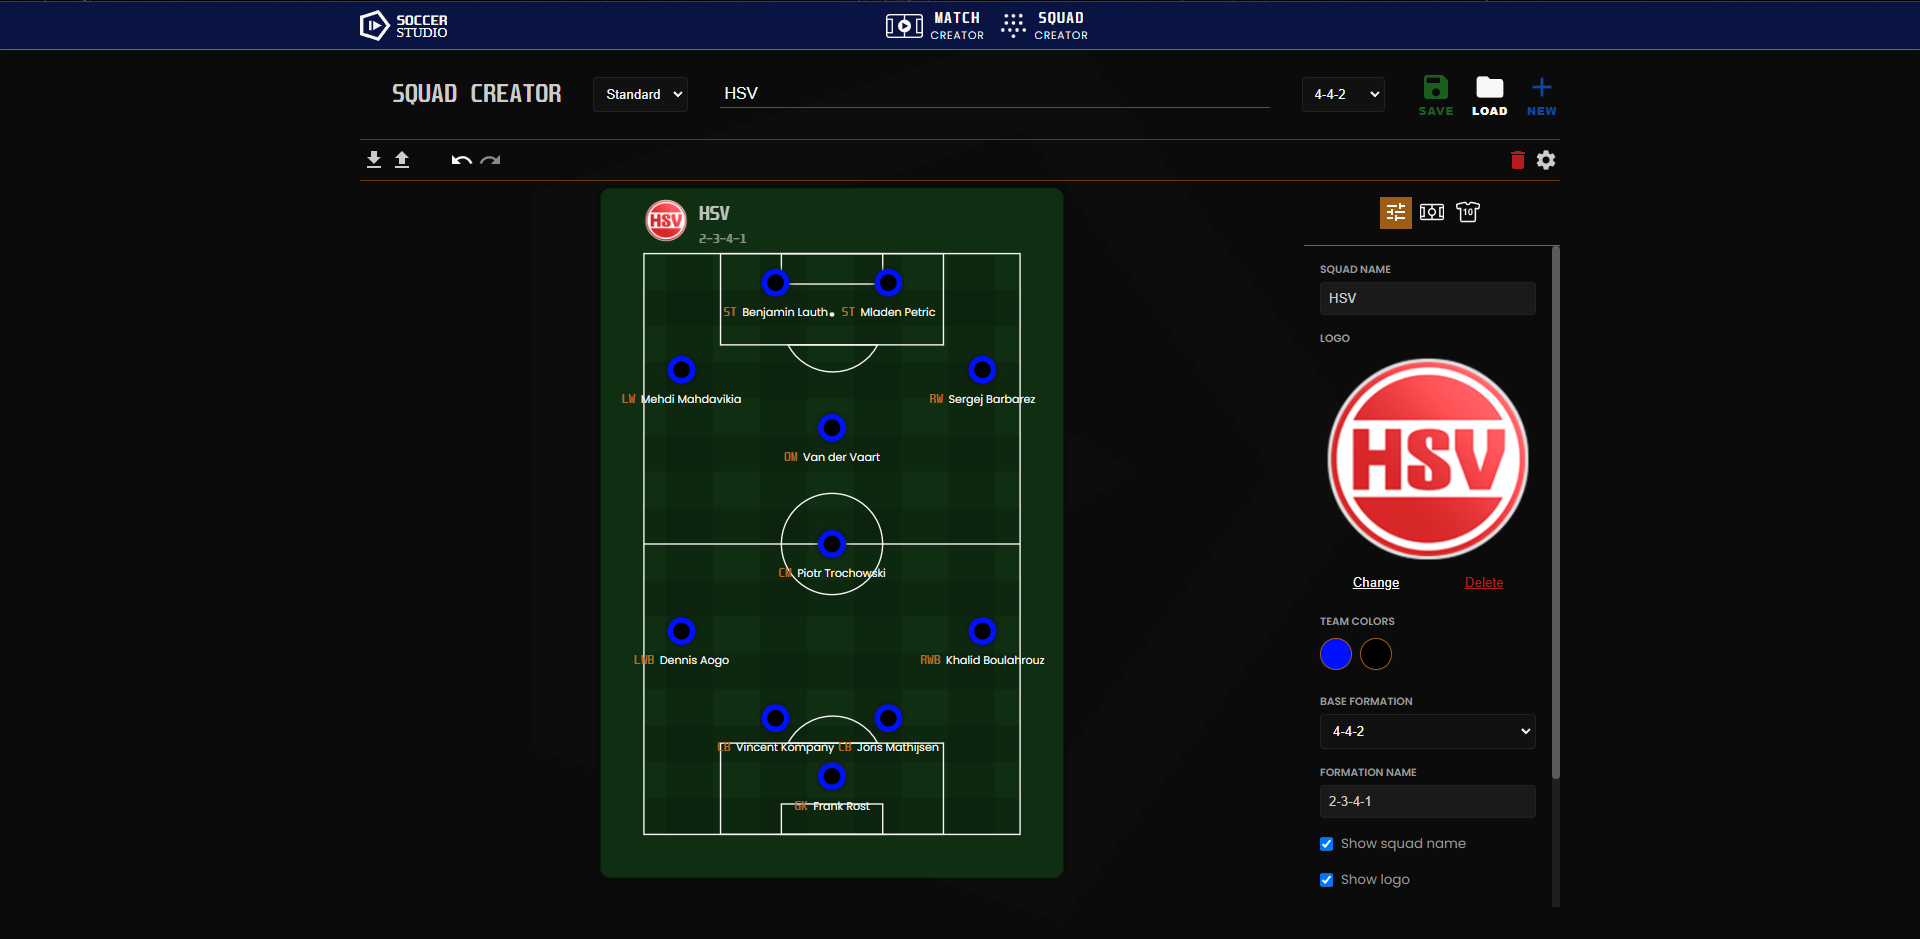 SOCCER
STUDIO
MATCH
CREATOR
SQUAD
CREATOR
SQUAD CREATOR
Standard
HSV
4-4-2
SAVE
LOAD
NEW
HSV
HSV
2-3-4-1
ST Benjamin Lauth
ST Mladen Petric
LW Mehdi Mahdavikia
RW Sergej Barbarez
OM Van der Vaart
CM Piotr Trochowski
LWB Dennis Aogo
RWB Khalid Boulahrouz
Vincent Kompany
Joris Mathijsen
GK Frank Rost
10
SQUAD NAME
HSV
LOGO
HSV
Change
Delete
TEAM COLORS
BASE FORMATION
4-4-2
FORMATION NAME
2-3-4-1
Show squad name
Show logo